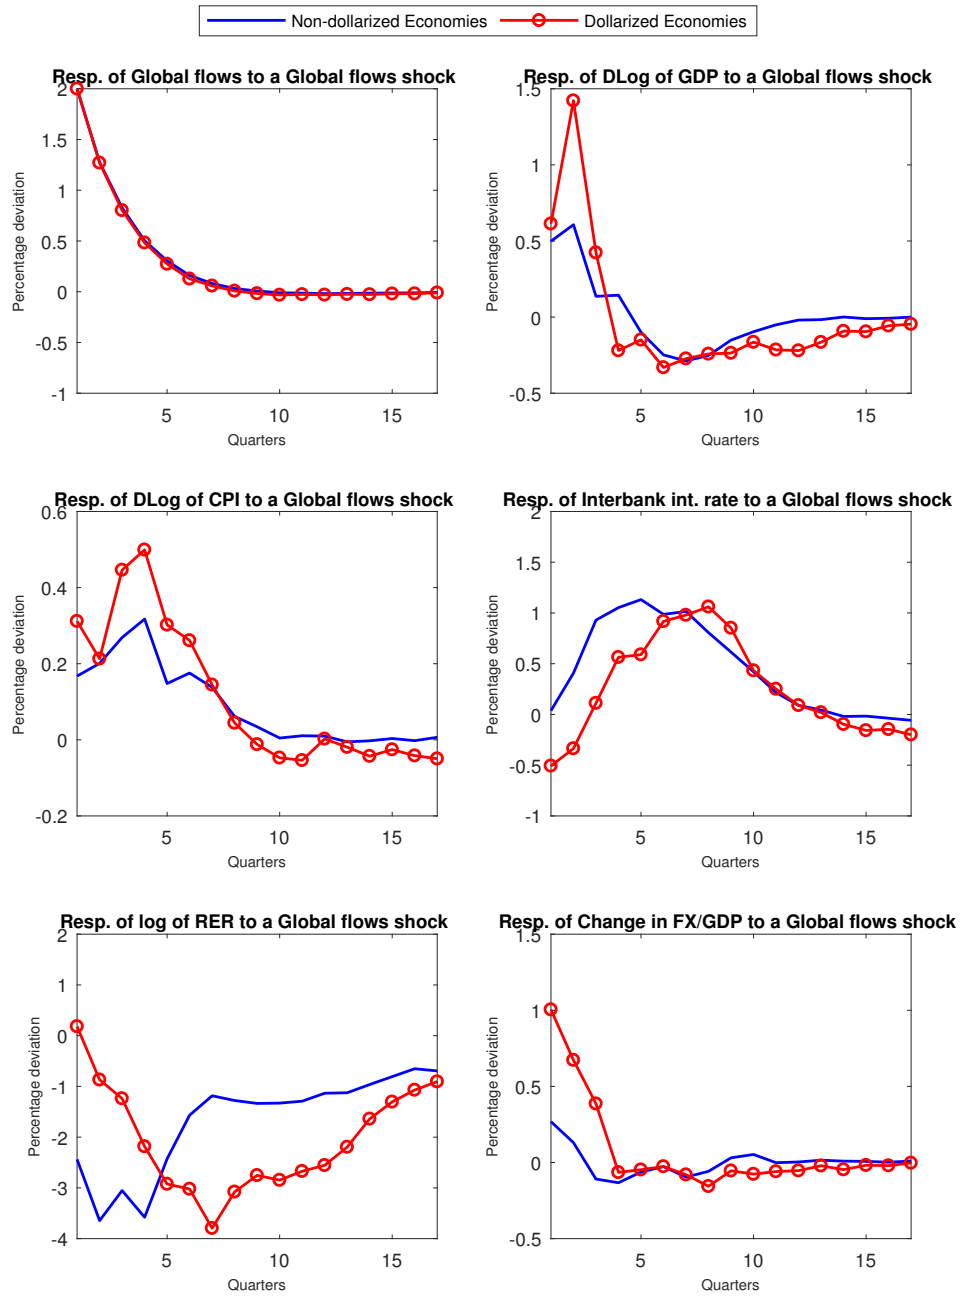 Non-dollarized Economies Dollarized Economies
Resp. of Global flows to a Global flows shock
2
1.5
1
0.5
0
-0.5
-1
Percentage deviation
5 10 15
Quarters
Resp. of DLog of GDP to a Global flows shock
1.5
1
0.5
0
-0.5
Percentage deviation
5 10 15
Quarters
Resp. of DLog of CPI to a Global flows shock
0.6
0.4
0.2
0
-0.2
Percentage deviation
5 10 15
Quarters
Resp. of Interbank int. rate to a Global flows shock
2
1.5
1
0.5
0
-0.5
-1
Percentage deviation
5 10 15
Quarters
Resp. of log of RER to a Global flows shock
2
1
0
-1
-2
-3
-4
Percentage deviation
5 10 15
Quarters
Resp. of Change in FX/GDP to a Global flows shock
1.5
1
0.5
0
-0.5
Percentage deviation
5 10 15
Quarters